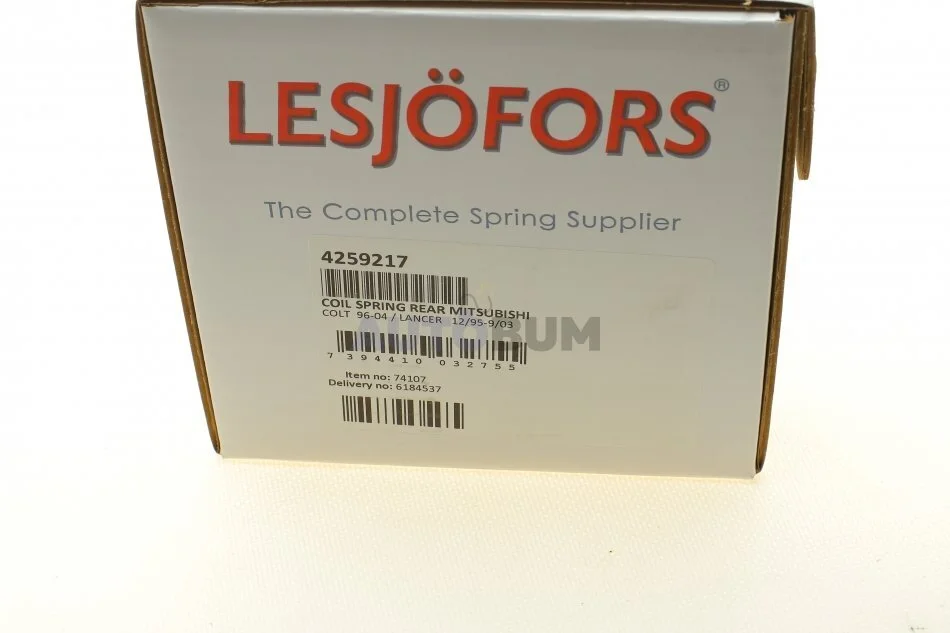 LESJÖFORS®
The Complete Spring Supplier
4259217
COIL SPRING REAR MITSUBISHI
COLT 96-04 / LANCER 12/95-9/03
AUTOBUM
7 394410 032755
Item no: 74107
Delivery no: 6184537